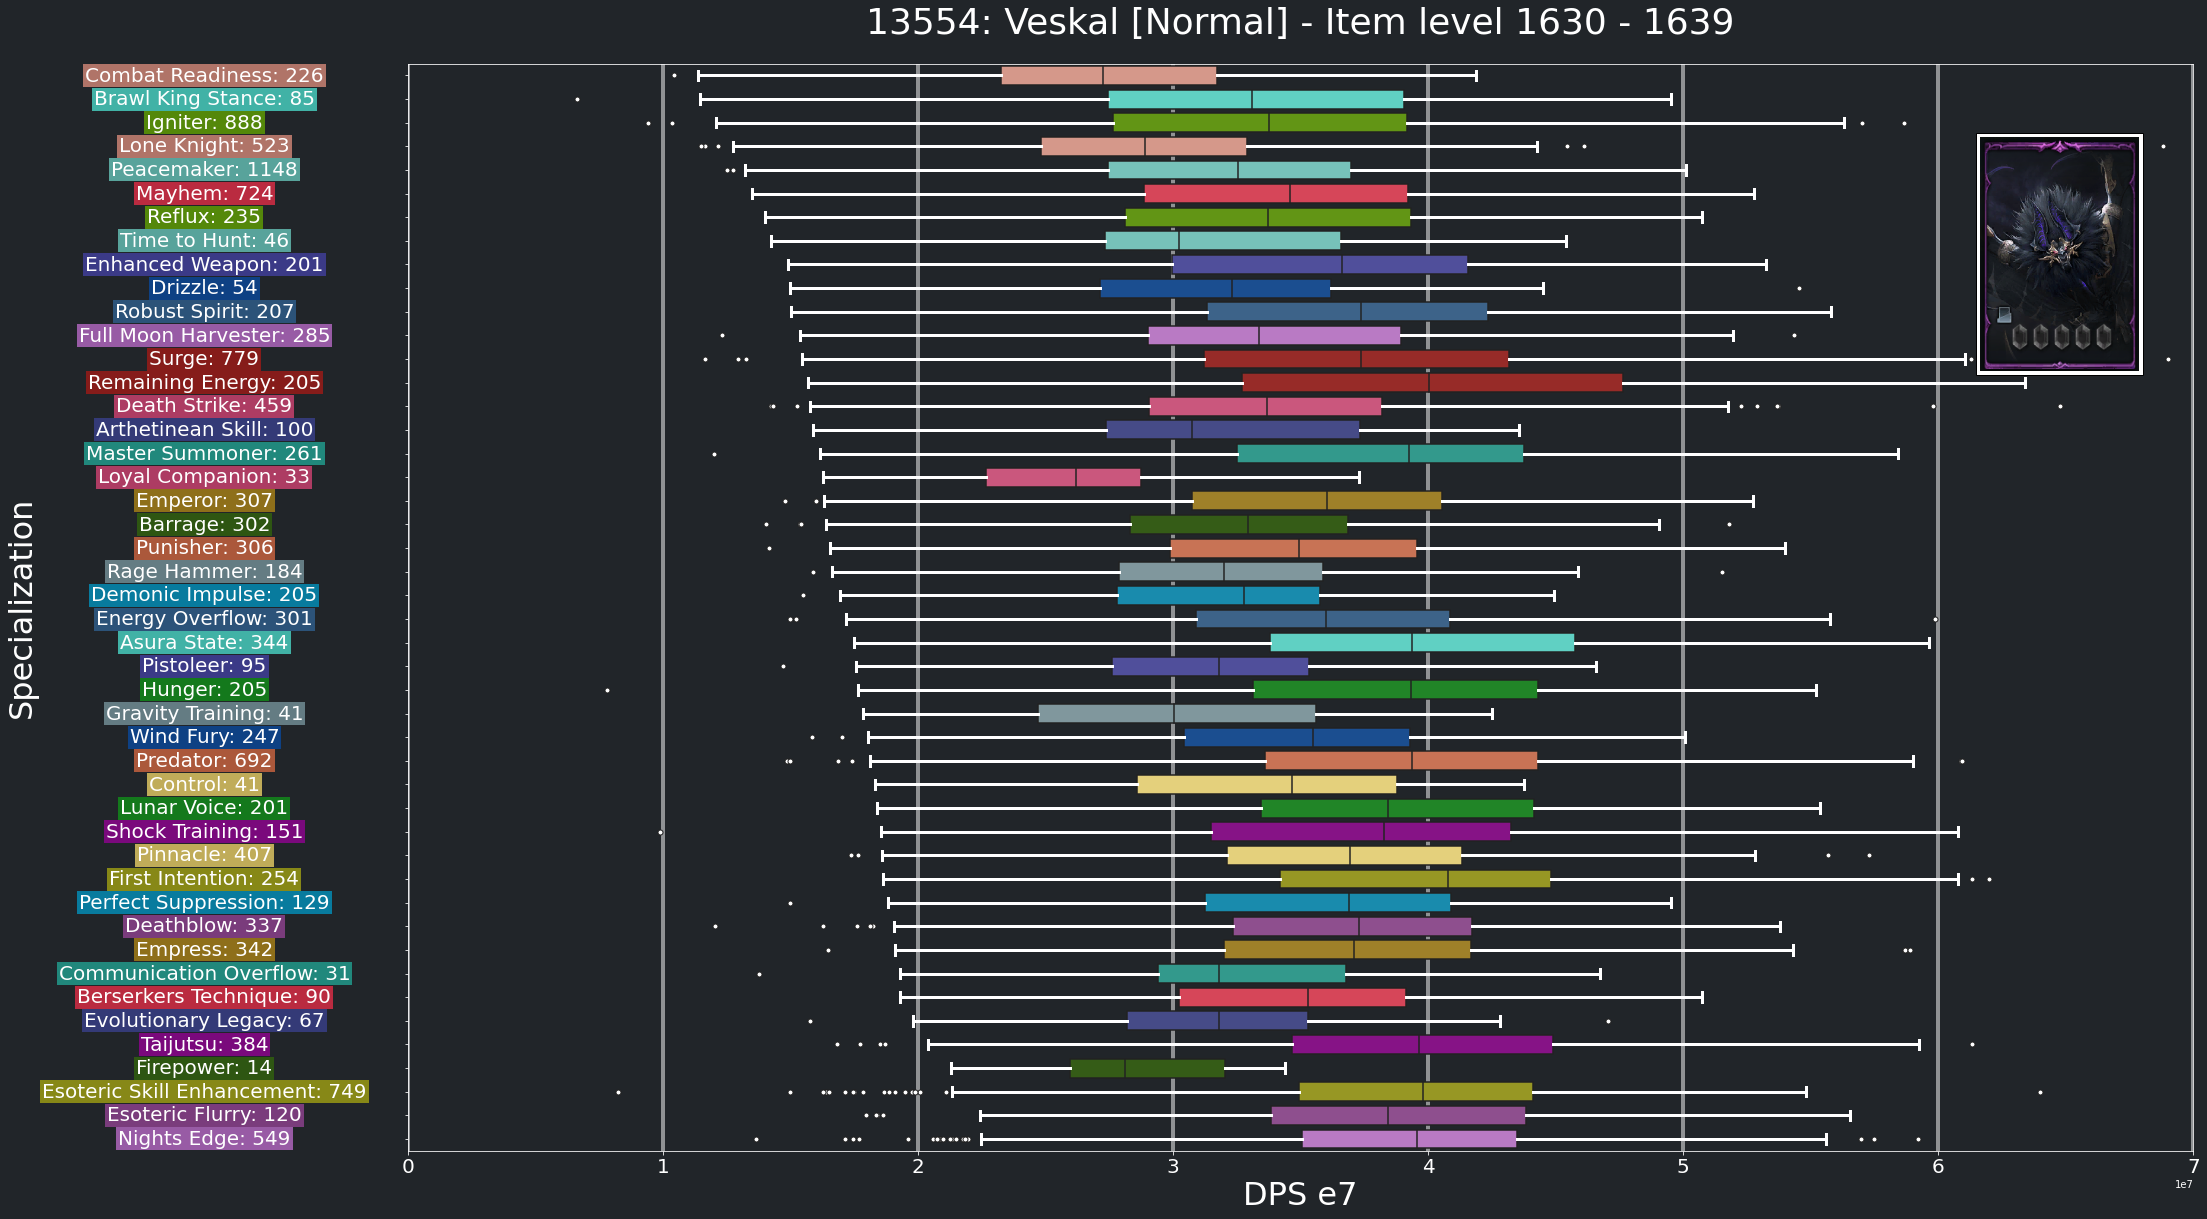 13554: Veskal [Normal] - Item level 1630 - 1639
Specialization
Combat Readiness: 226
Brawl King Stance: 85
Igniter: 888
Lone Knight: 523
Peacemaker: 1148
Mayhem: 724
Reflux: 235
Time to Hunt: 46
Enhanced Weapon: 201
Drizzle: 54
Robust Spirit: 207
Full Moon Harvester: 285
Surge: 779
Remaining Energy: 205
Death Strike: 459
Arthetinean Skill: 100
Master Summoner: 261
Loyal Companion: 33
Emperor: 307
Barrage: 302
Punisher: 306
Rage Hammer: 184
Demonic Impulse: 205
Energy Overflow: 301
Asura State: 344
Pistoleer: 95
Hunger: 205
Gravity Training: 41
Wind Fury: 247
Predator: 692
Control: 41
Lunar Voice: 201
Shock Training: 151
Pinnacle: 407
First Intention: 254
Perfect Suppression: 129
Deathblow: 337
Empress: 342
Communication Overflow: 31
Berserkers Technique: 90
Evolutionary Legacy: 67
Taijutsu: 384
Firepower: 14
Esoteric Skill Enhancement: 749
Esoteric Flurry: 120
Nights Edge: 549
0 1 2 3 4 5 6 7
DPS e7
1e7